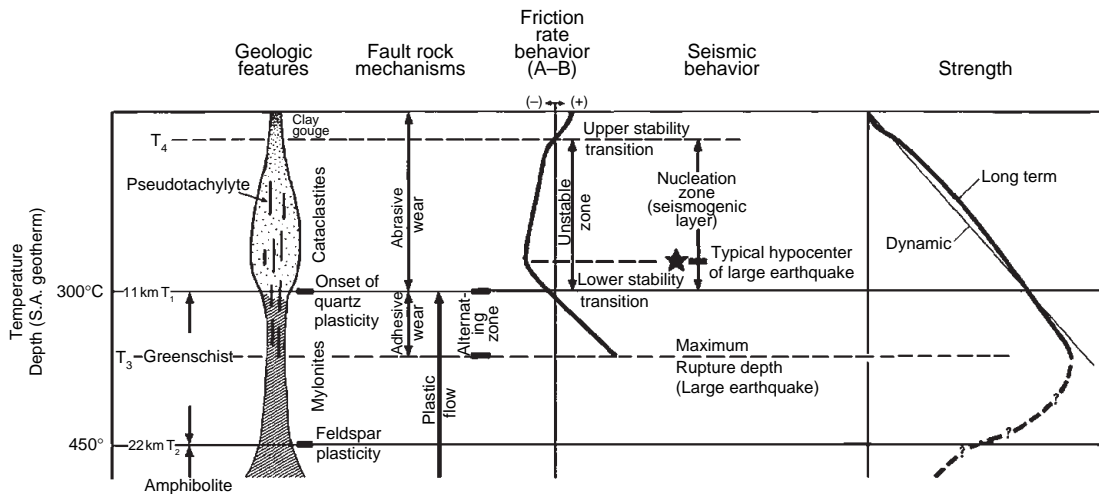 Geologic
features
Fault rock
mechanisms
Friction
rate
behavior
(A–B)
Seismic
behavior
Strength
(–)
(+)
Temperature
Depth (S.A. geotherm)
T4
Clay
gouge
Upper stability
transition
Pseudotachylyte
Cataclastites
Abrasive
wear
Unstable
zone
Nucleation
zone
(seismogenic
layer)
Long term
Dynamic
Typical hypocenter
of large earthquake
Lower stability
transition
300°C
11 km T1
Onset of
quartz
plasticity
Adhesive
wear
Alternat-
ing zone
T3
Greenschist
Mylonites
Plastic
flow
Maximum
Rupture depth
(Large earthquake)
?
?
?
450°
22 km T2
Feldspar
plasticity
Amphibolite